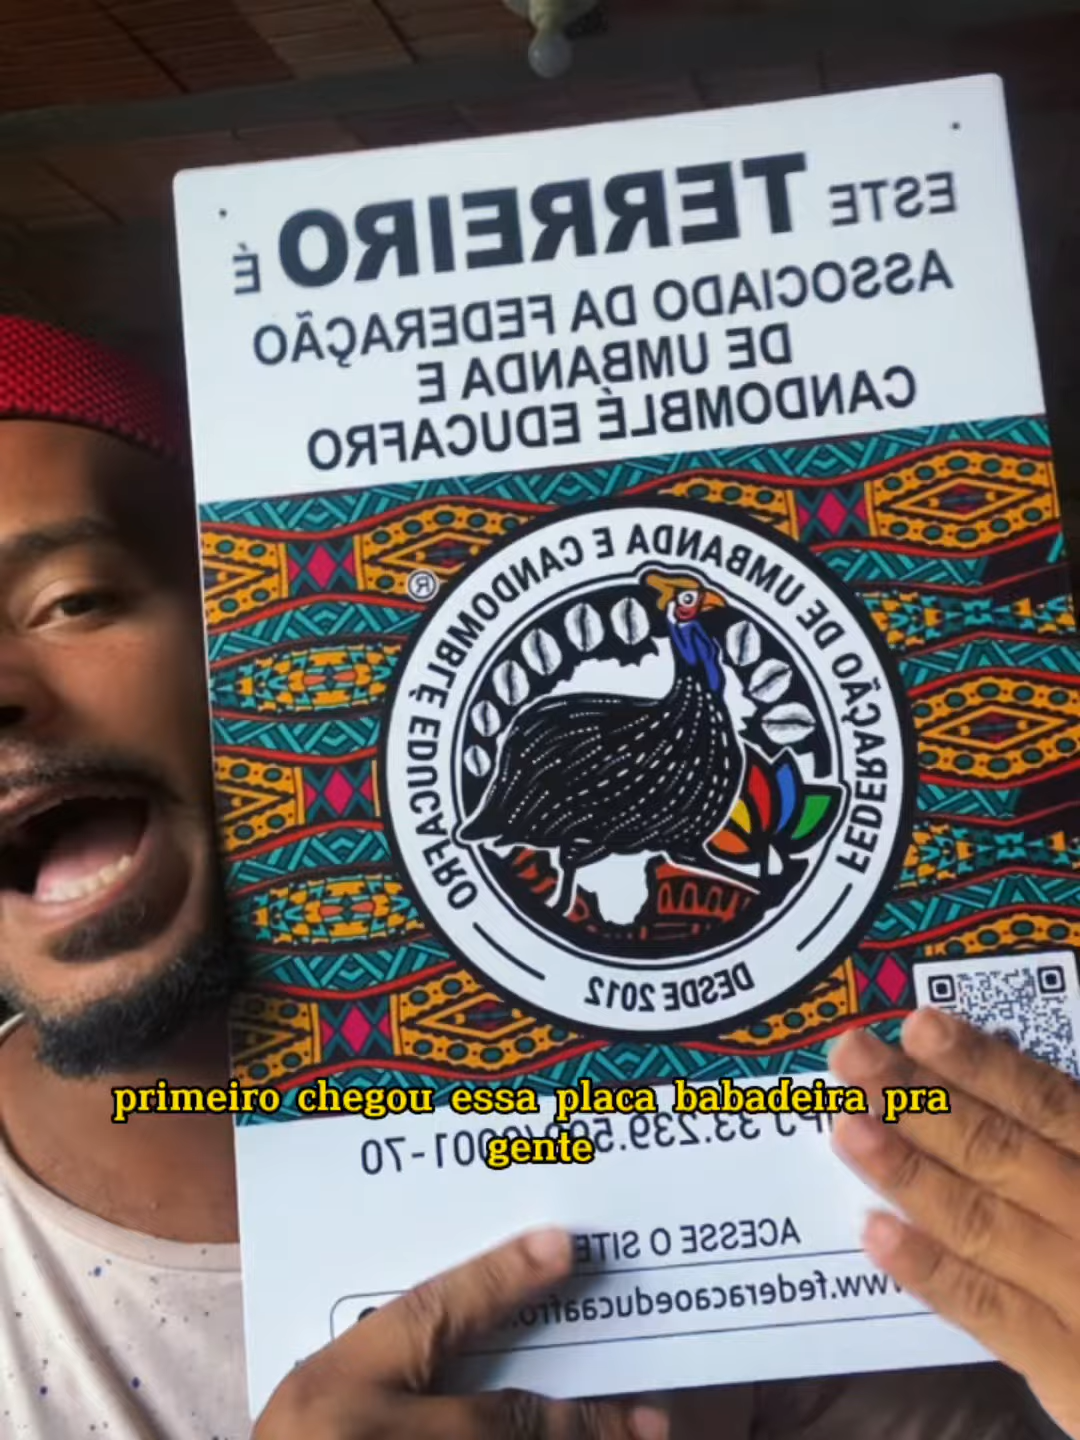 ESTE TERREIRO É
ASSOCIADO DA FEDERAÇÃO
DE UMBANDA E
CANDOMBLÉ EDUCAFRO
FEDERAÇÃO DE UMBANDA E CANDOMBLÉ EDUCAFRO
®
DESDE 2012
primeiro chegou essa placa babadeira pra
gente
33.239.5
001-70
ACESSE O SITE
www.federacaoeducaafro.